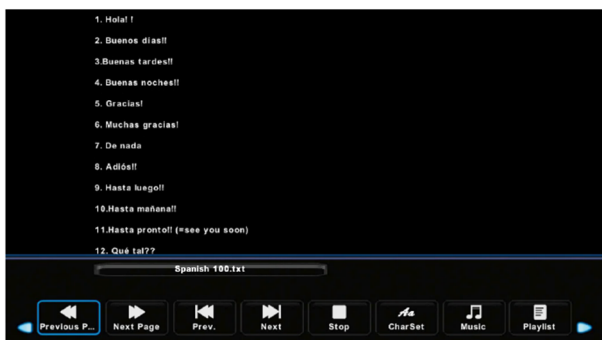 1. Hola! !
2. Buenos dias!!
3.Buenas tardes!!
4. Buenas noches!!
5. Gracias!
6. Muchas gracias!
7. De nada
8. Adiós!!
9. Hasta luego!!
10.Hasta mañana!!
11.Hasta pronto!! (=see you soon)
12. Qué tal??
Spanish 100.txt
Previous P... Next Page Prev. Next Stop CharSet Music Playlist